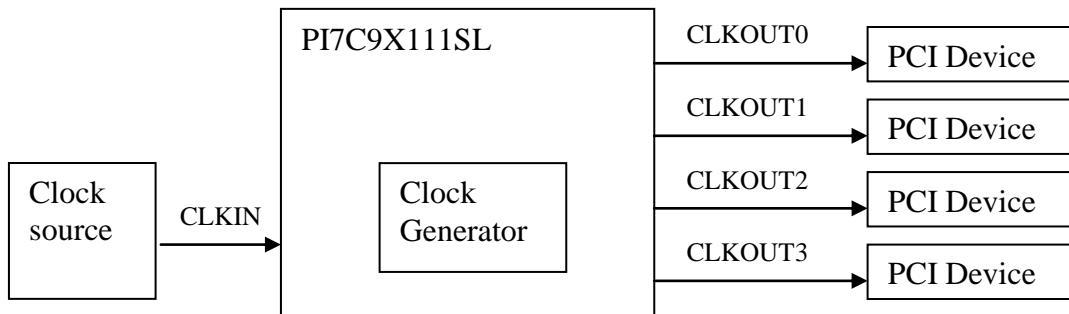 PI7C9X111SL
CLKOUT0
PCI Device
CLKOUT1
PCI Device
Clock
source
CLKIN
Clock
Generator
CLKOUT2
PCI Device
CLKOUT3
PCI Device